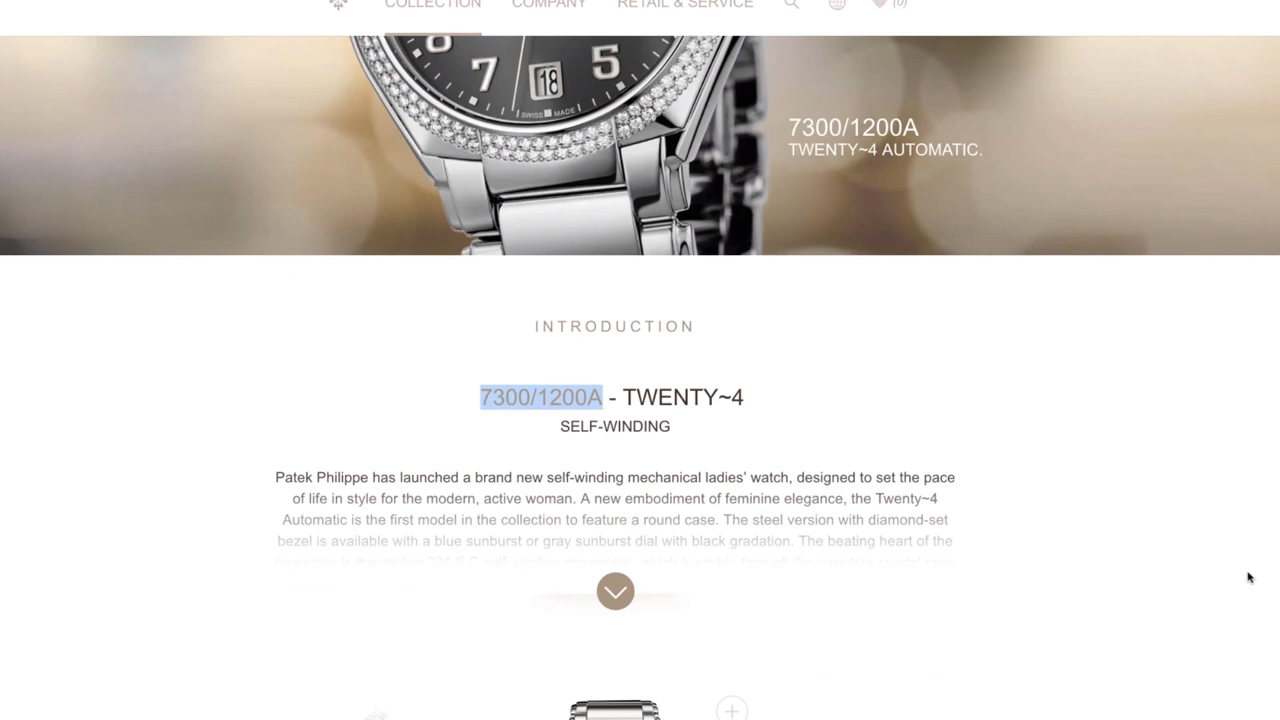 COLLECTION COMPANY RETAIL & SERVICE (0)
6 7 18 5
SWISS MADE
7300/1200A
TWENTY~4 AUTOMATIC.
INTRODUCTION
7300/1200A - TWENTY~4
SELF-WINDING
Patek Philippe has launched a brand new self-winding mechanical ladies' watch, designed to set the pace
of life in style for the modern, active woman. A new embodiment of feminine elegance, the Twenty~4
Automatic is the first model in the collection to feature a round case. The steel version with diamond-set
bezel is available with a blue sunburst or gray sunburst dial with black gradation. The beating heart of the